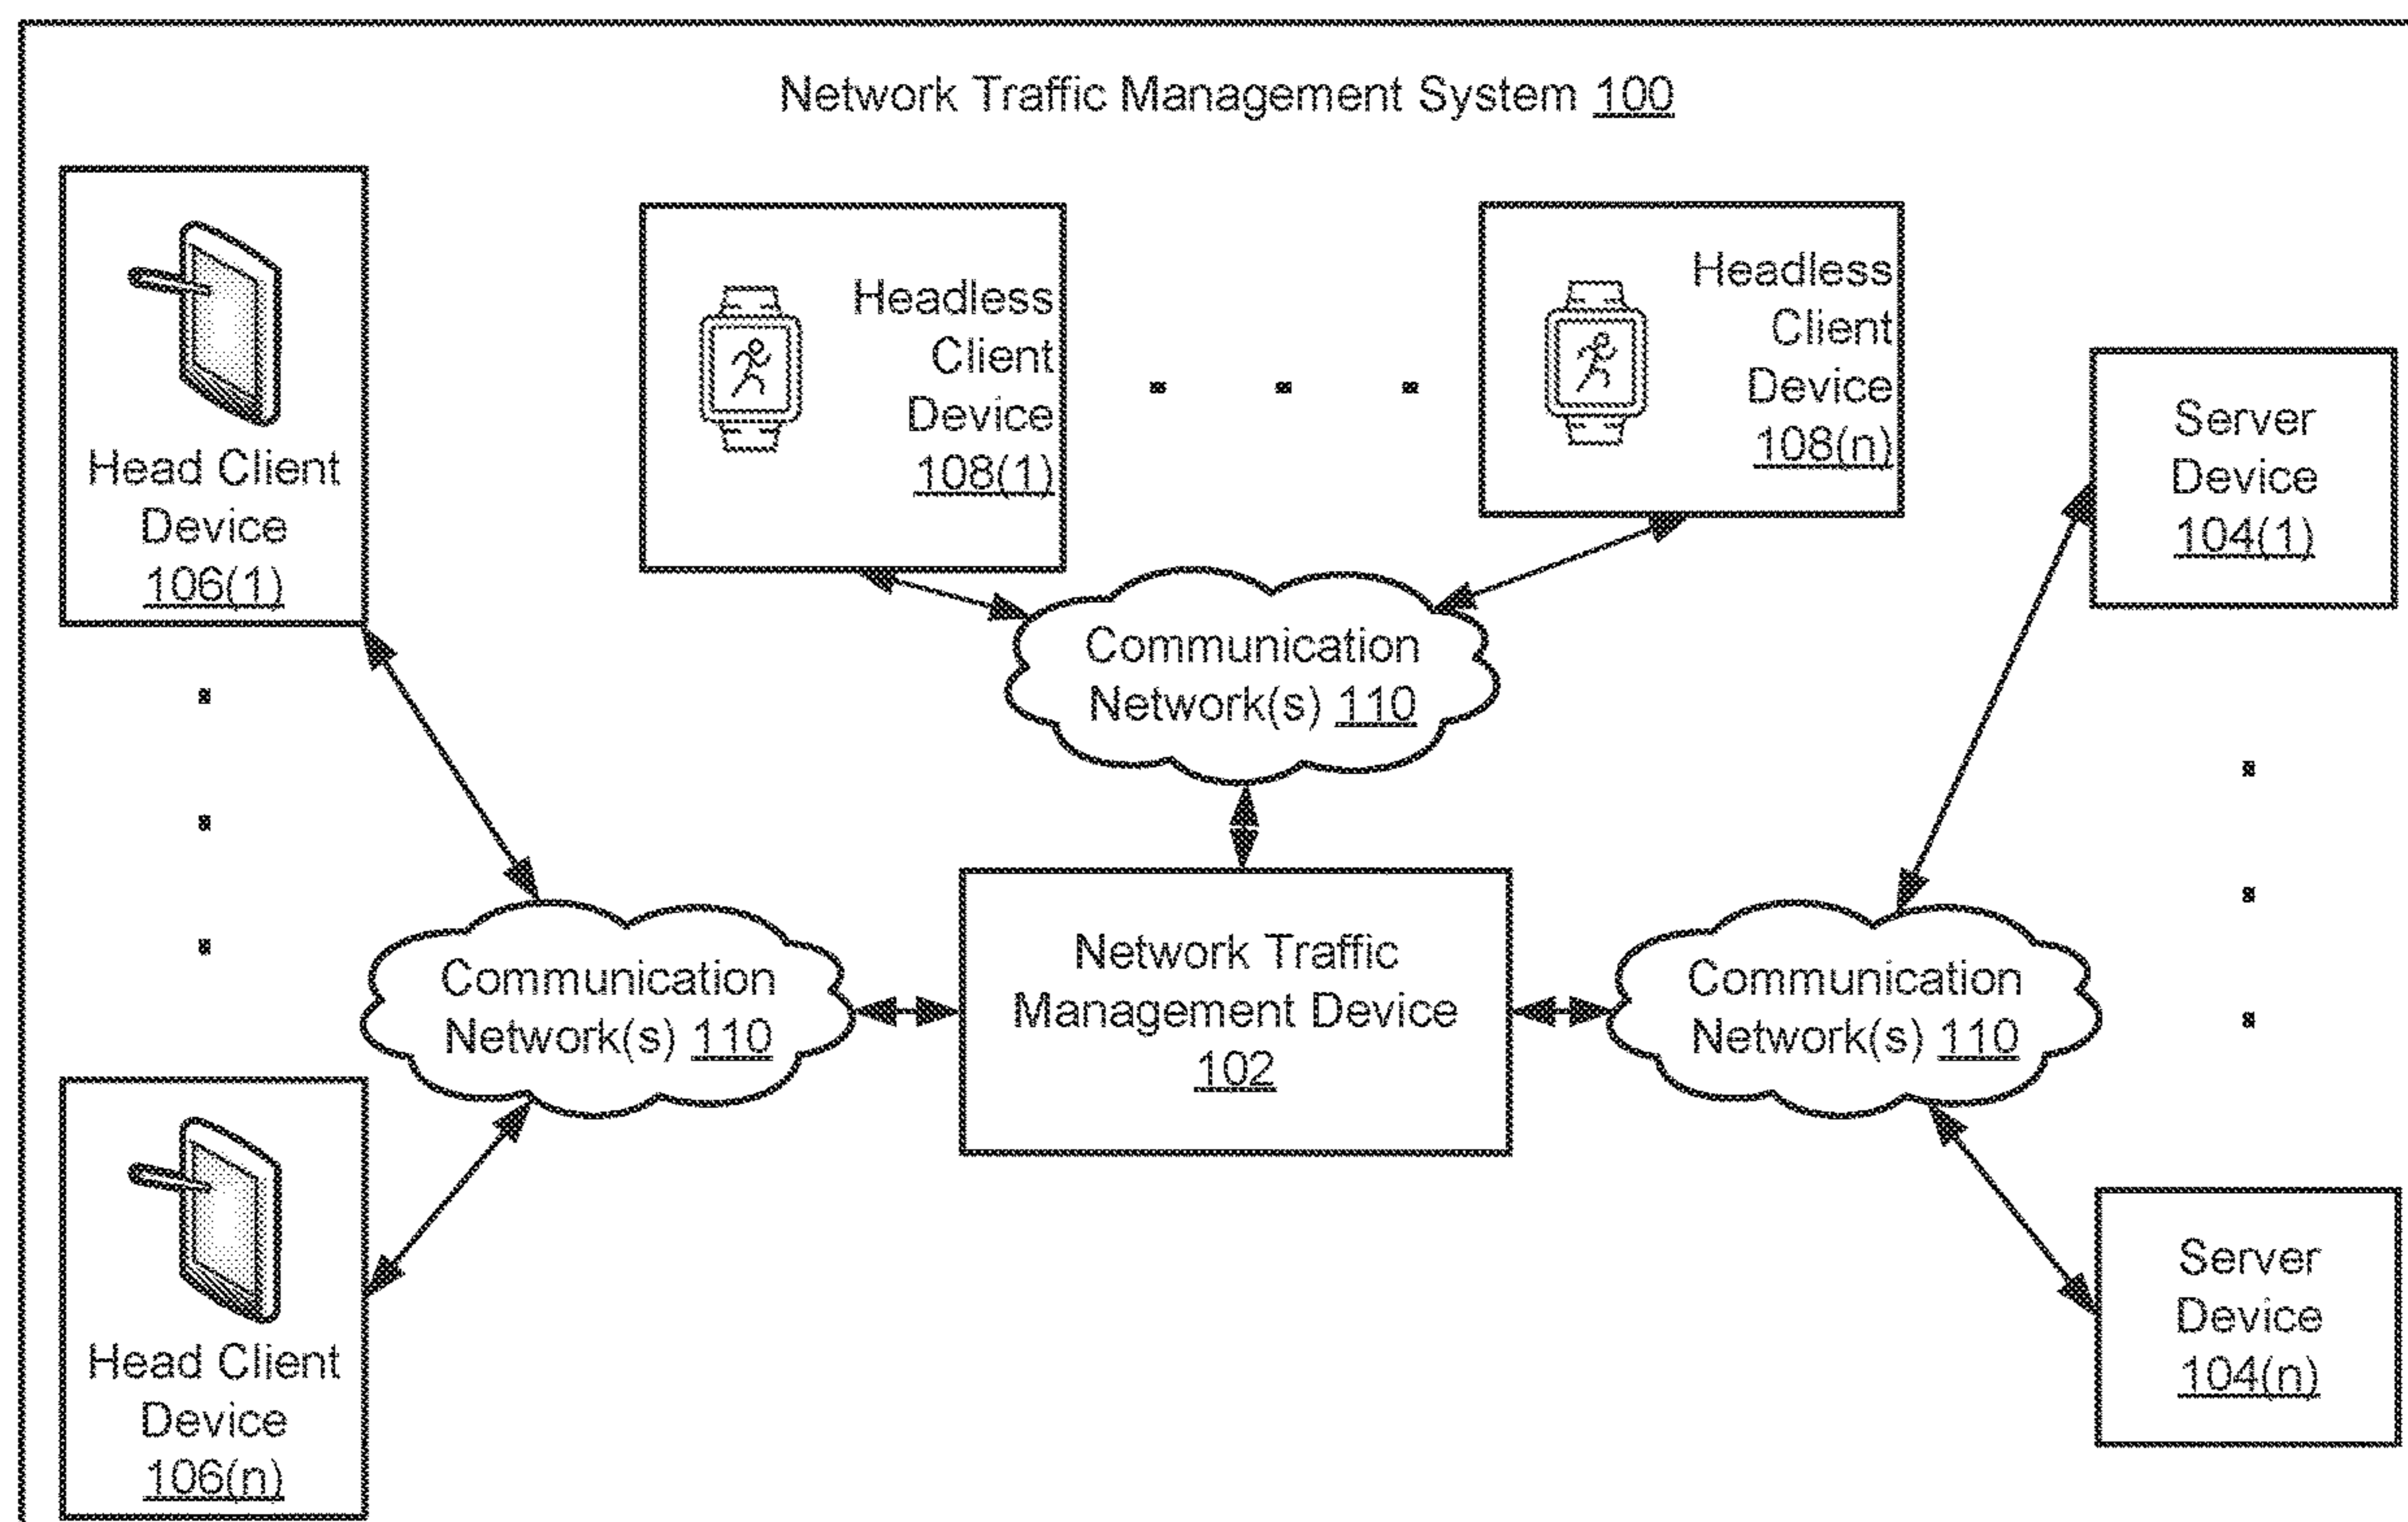 Network Traffic Management System 100
Head Client
Device
106(1)
Headless
Client
Device
108(1)
Headless
Client
Device
108(n)
Server
Device
104(1)
Communication
Network(s) 110
Communication
Network(s) 110
Network Traffic
Management Device
102
Communication
Network(s) 110
Head Client
Device
106(n)
Server
Device
104(n)